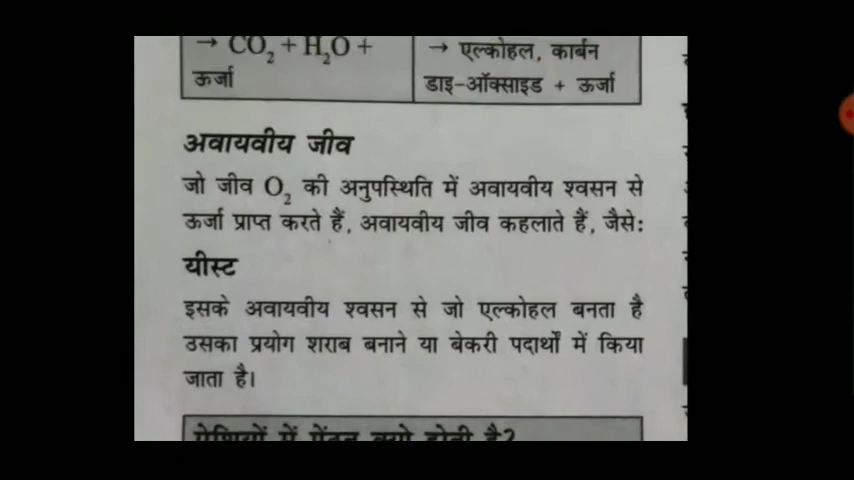 → CO₂ + H₂O +
ऊर्जा
→ एल्कोहल, कार्बन
डाइ-ऑक्साइड + ऊर्जा
अवायवीय जीव
जो जीव O₂ की अनुपस्थिति में अवायवीय श्वसन से
ऊर्जा प्राप्त करते हैं, अवायवीय जीव कहलाते हैं, जैसे:
यीस्ट
इसके अवायवीय श्वसन से जो एल्कोहल बनता है
उसका प्रयोग शराब बनाने या बेकरी पदार्थों में किया
जाता है।
पेशियों में ऐंठन क्यों होती है?